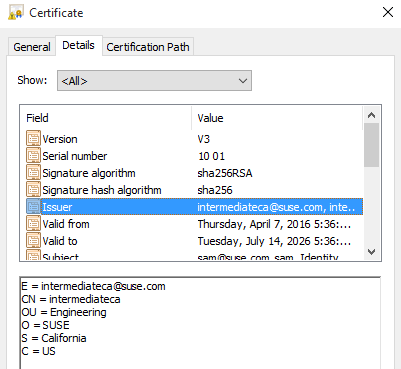 Certificate
General Details Certification Path
Show: <All>
Field Value
Version V3
Serial number 10 01
Signature algorithm sha256RSA
Signature hash algorithm sha256
Issuer intermediateca@suse.com, inte...
Valid from Thursday, April 7, 2016 5:36:...
Valid to Tuesday, July 14, 2026 5:36:...
Subject sam@suse.com, sam, Identity
E = intermediateca@suse.com
CN = intermediateca
OU = Engineering
O = SUSE
S = California
C = US